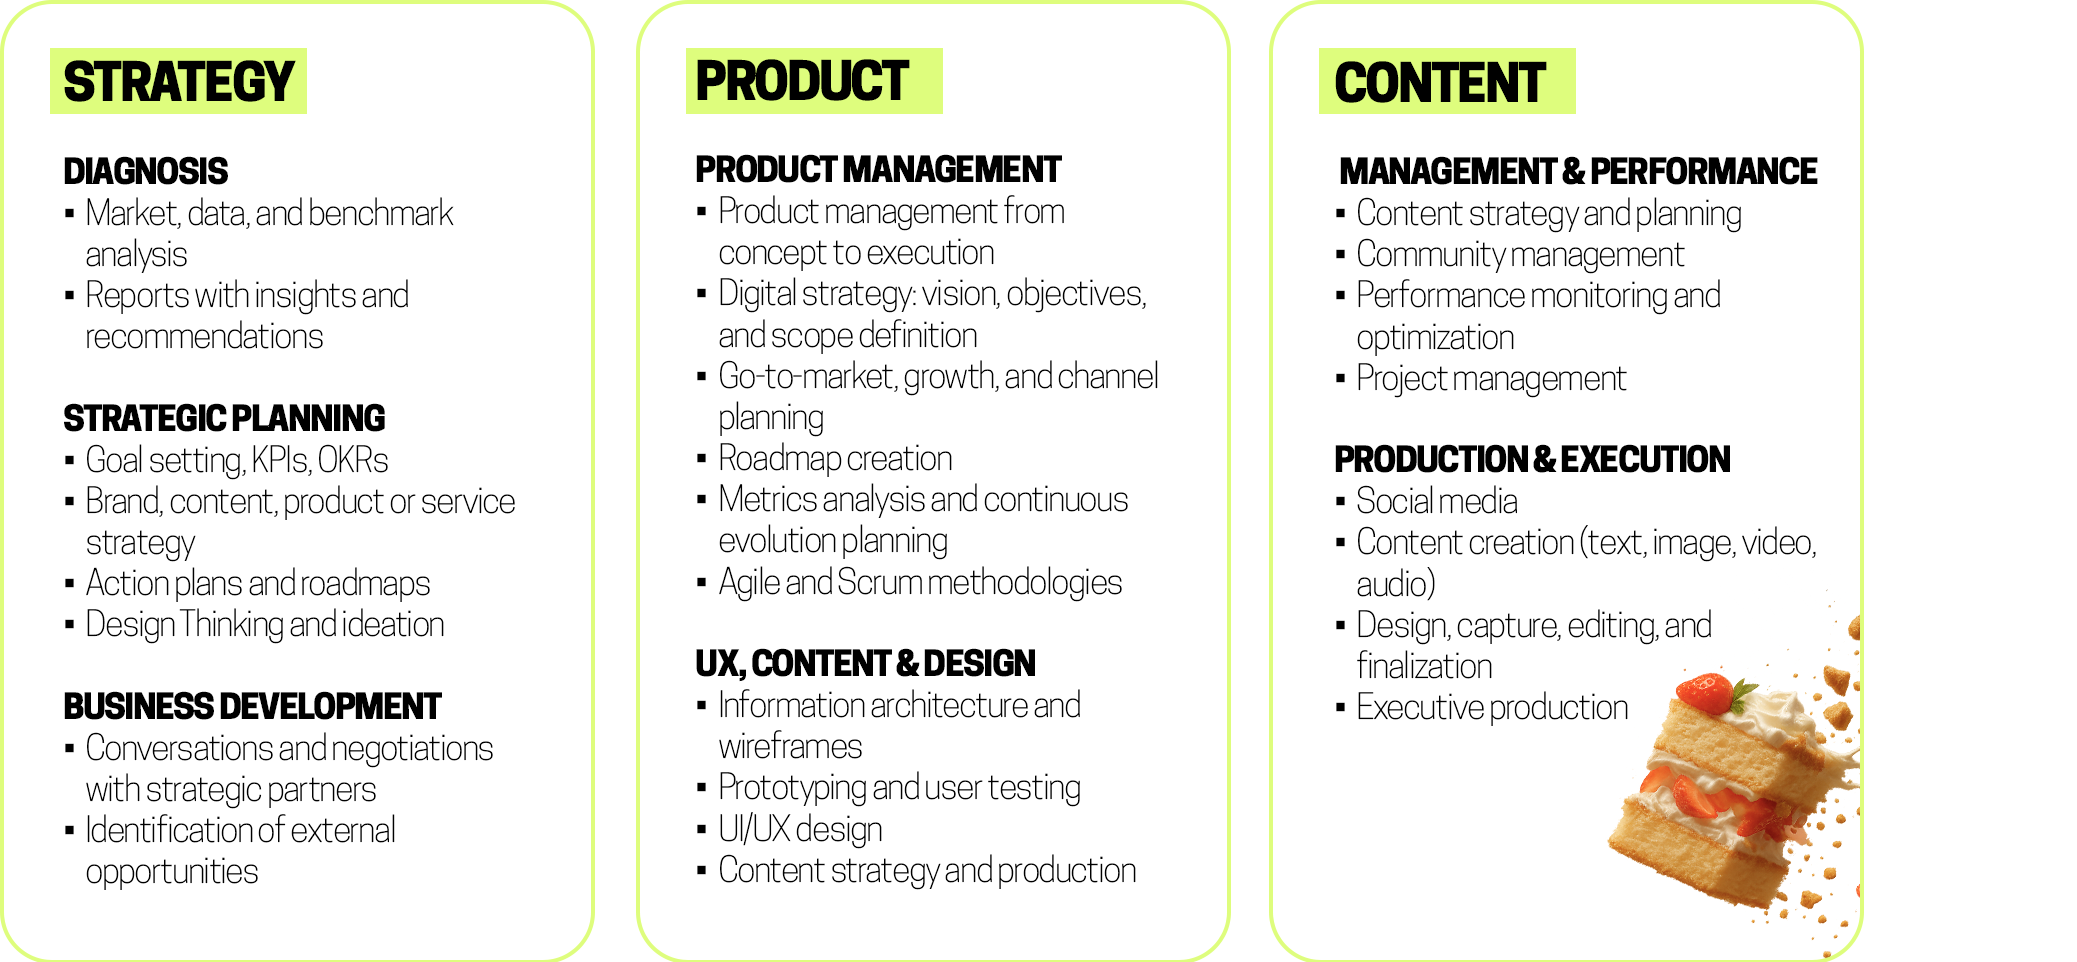 STRATEGY
DIAGNOSIS
▪ Market, data, and benchmark
analysis
▪ Reports with insights and
recommendations
STRATEGIC PLANNING
▪ Goal setting, KPIs, OKRs
▪ Brand, content, product or service
strategy
▪ Action plans and roadmaps
▪ Design Thinking and ideation
BUSINESS DEVELOPMENT
▪ Conversations and negotiations
with strategic partners
▪ Identification of external
opportunities
PRODUCT
PRODUCT MANAGEMENT
▪ Product management from
concept to execution
▪ Digital strategy: vision, objectives,
and scope definition
▪ Go-to-market, growth, and channel
planning
▪ Roadmap creation
▪ Metrics analysis and continuous
evolution planning
▪ Agile and Scrum methodologies
UX, CONTENT & DESIGN
▪ Information architecture and
wireframes
▪ Prototyping and user testing
▪ UI/UX design
▪ Content strategy and production
CONTENT
MANAGEMENT & PERFORMANCE
▪ Content strategy and planning
▪ Community management
▪ Performance monitoring and
optimization
▪ Project management
PRODUCTION & EXECUTION
▪ Social media
▪ Content creation (text, image, video,
audio)
▪ Design, capture, editing, and
finalization
▪ Executive production